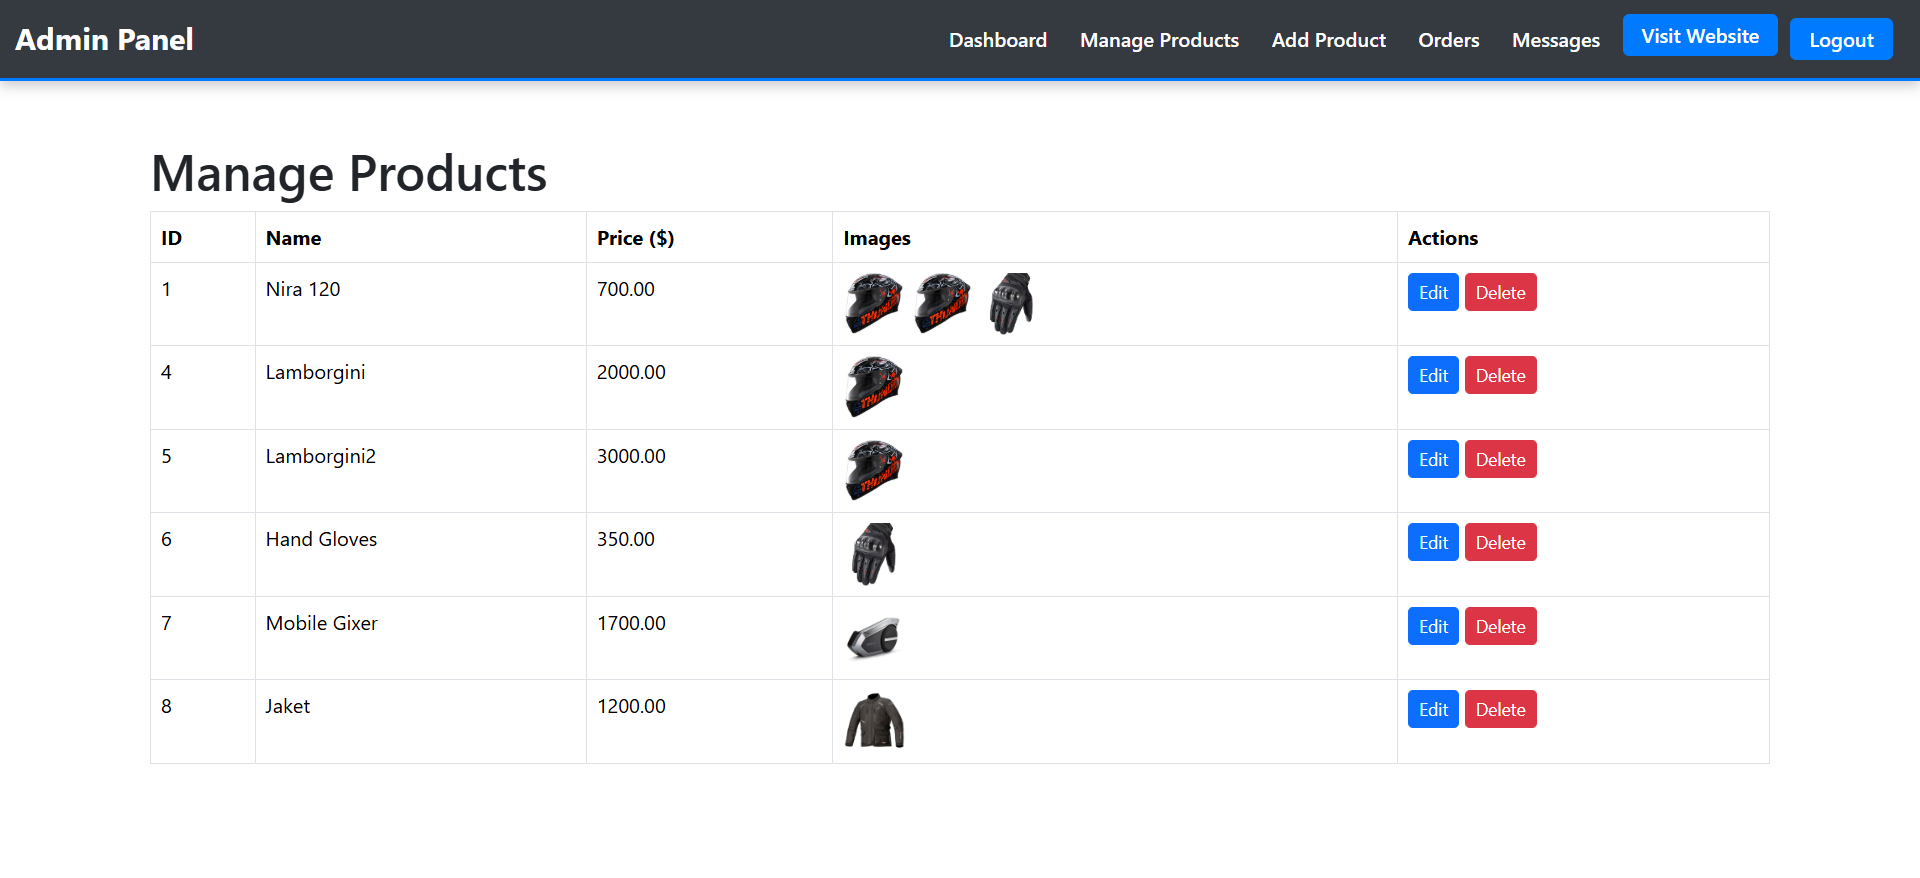 Admin Panel Dashboard Manage Products Add Product Orders Messages Visit Website Logout
Manage Products
ID Name Price ($) Images Actions
1 Nira 120 700.00 Edit Delete
4 Lamborgini 2000.00 Edit Delete
5 Lamborgini2 3000.00 Edit Delete
6 Hand Gloves 350.00 Edit Delete
7 Mobile Gixer 1700.00 Edit Delete
8 Jaket 1200.00 Edit Delete